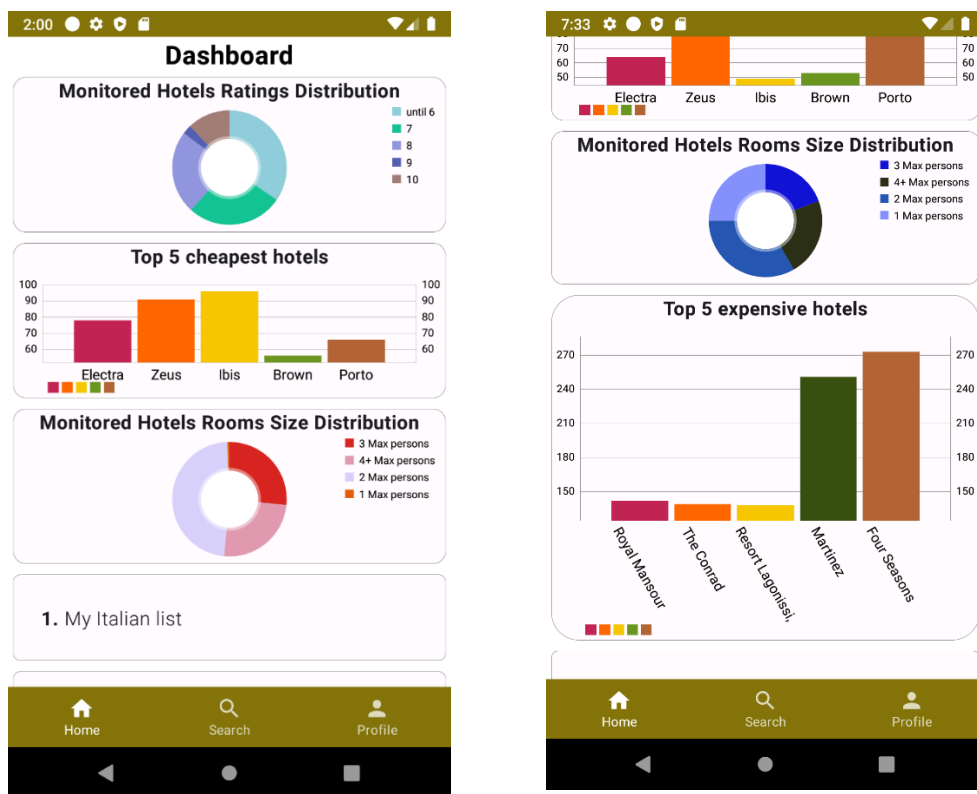 2:00
Dashboard
Monitored Hotels Ratings Distribution
until 6
7
8
9
10
Top 5 cheapest hotels
100 100
90 90
80 80
70 70
60 60
Electra Zeus Ibis Brown Porto
Monitored Hotels Rooms Size Distribution
3 Max persons
4+ Max persons
2 Max persons
1 Max persons
1. My Italian list
Home Search Profile
7:33
70 70
60 60
50 50
Electra Zeus Ibis Brown Porto
Monitored Hotels Rooms Size Distribution
3 Max persons
4+ Max persons
2 Max persons
1 Max persons
Top 5 expensive hotels
270 270
240 240
210 210
180 180
150 150
Royal Mansour
The Conrad
Resort Lagonissi,
Martinez
Four Seasons
Home Search Profile